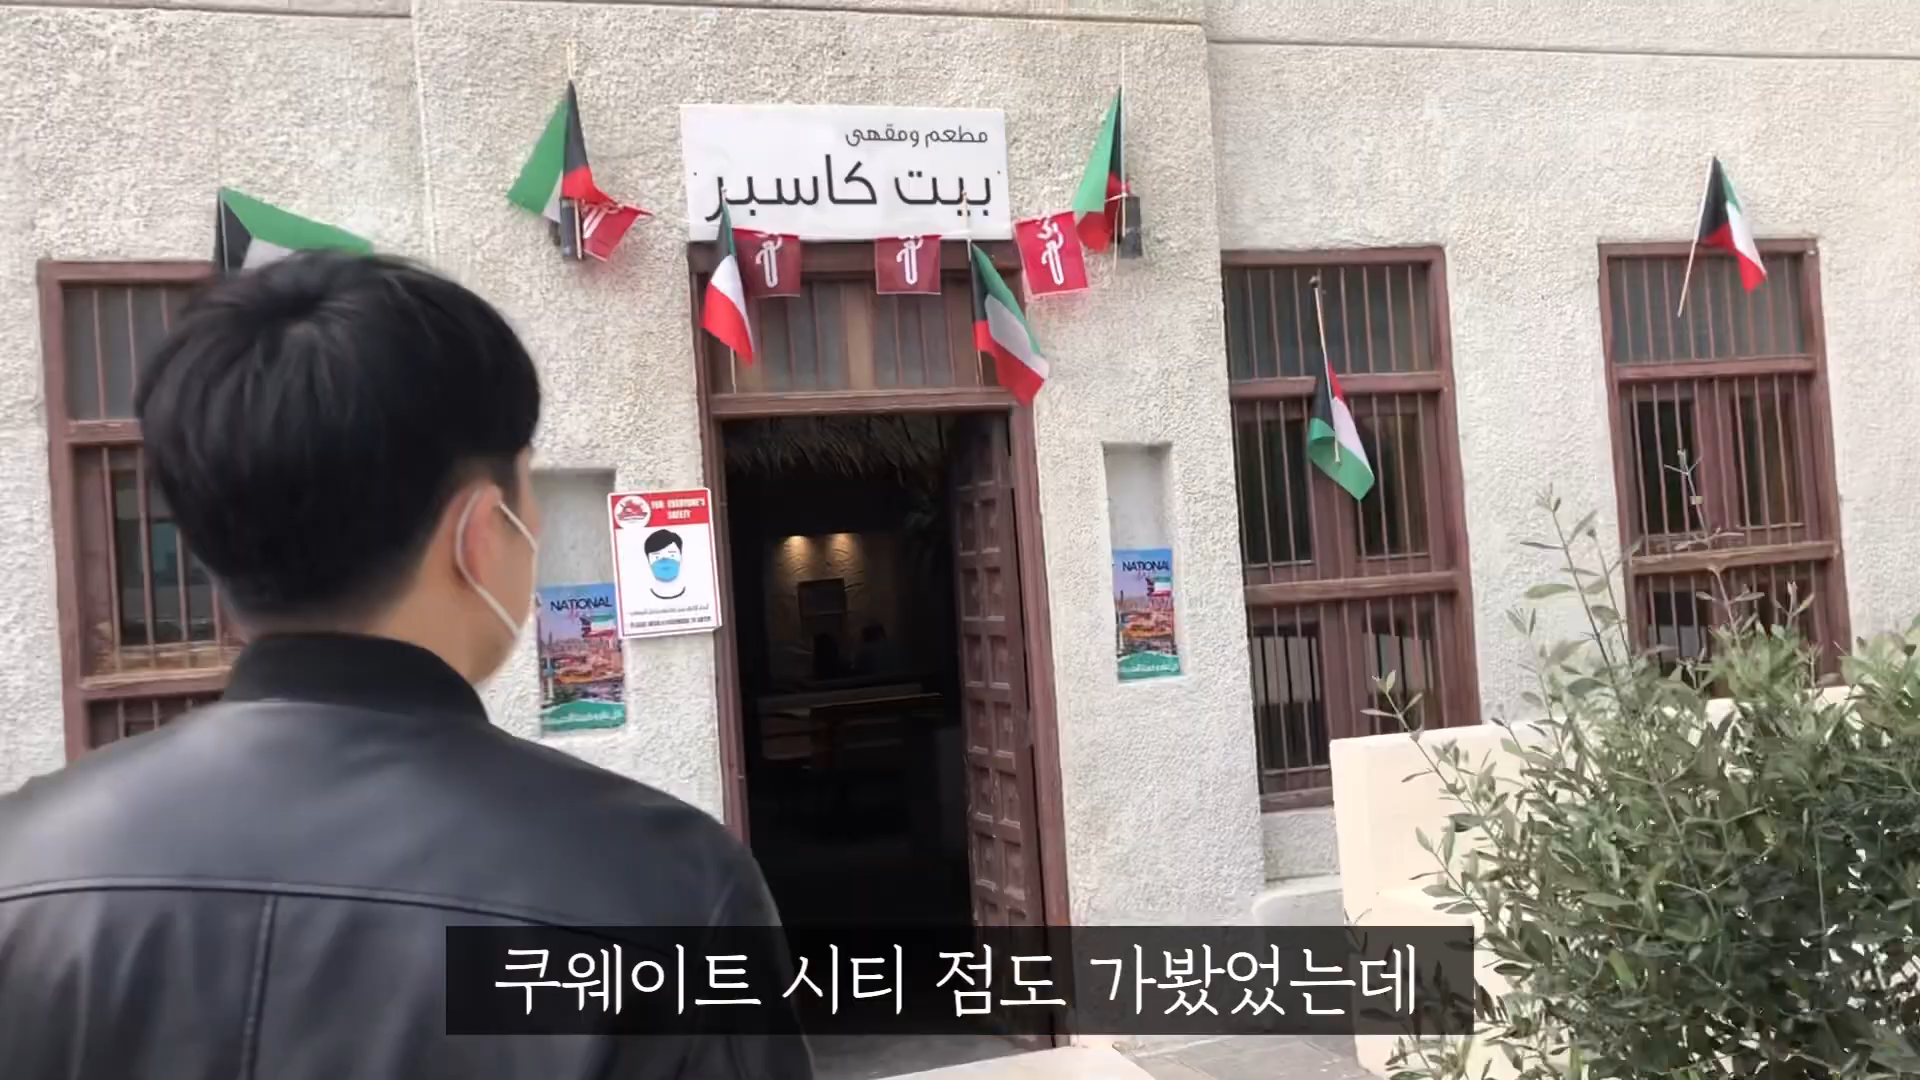 مطعم ومقهى
بيت كاسبر
FOR EVERYONE'S
SAFETY
NATIONAL
NATIONAL
쿠웨이트 시티 점도 가봤었는데